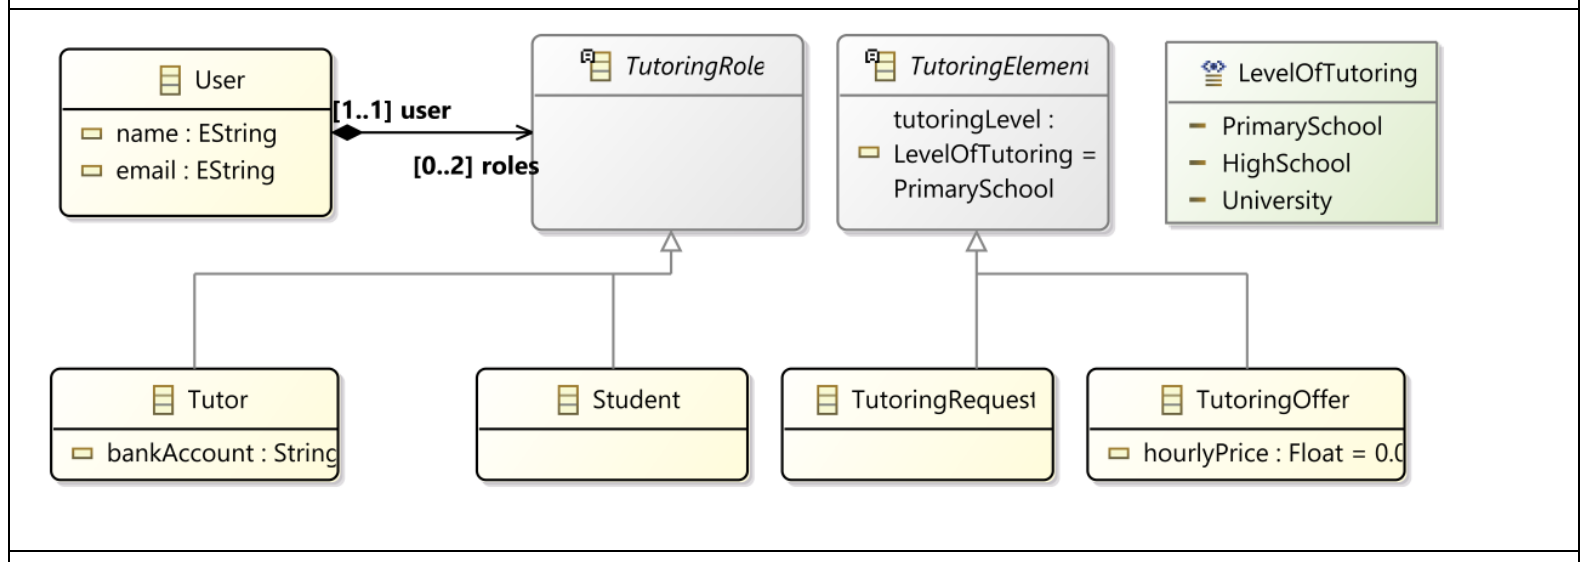 User
name : EString
email : EString
[1..1] user
[0..2] roles
TutoringRole
TutoringElement
tutoringLevel :
LevelOfTutoring =
PrimarySchool
LevelOfTutoring
PrimarySchool
HighSchool
University
Tutor
bankAccount : String
Student
TutoringRequest
TutoringOffer
hourlyPrice : Float = 0.0